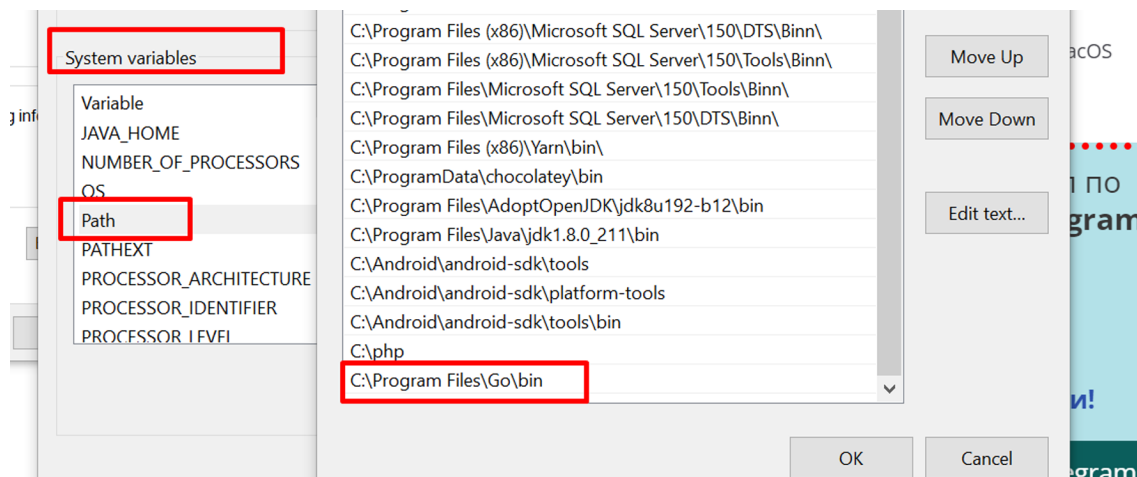 System variables
Variable
JAVA_HOME
NUMBER_OF_PROCESSORS
OS
Path
PATHEXT
PROCESSOR_ARCHITECTURE
PROCESSOR_IDENTIFIER
PROCESSOR_LEVEL
C:\Program Files (x86)\Microsoft SQL Server\150\DTS\Binn\
C:\Program Files (x86)\Microsoft SQL Server\150\Tools\Binn\
C:\Program Files\Microsoft SQL Server\150\Tools\Binn\
C:\Program Files\Microsoft SQL Server\150\DTS\Binn\
C:\Program Files (x86)\Yarn\bin\
C:\ProgramData\chocolatey\bin
C:\Program Files\AdoptOpenJDK\jdk8u192-b12\bin
C:\Program Files\Java\jdk1.8.0_211\bin
C:\Android\android-sdk\tools
C:\Android\android-sdk\platform-tools
C:\Android\android-sdk\tools\bin
C:\php
C:\Program Files\Go\bin
Move Up
Move Down
Edit text...
OK
Cancel
acOS
по
gram
и!
egram